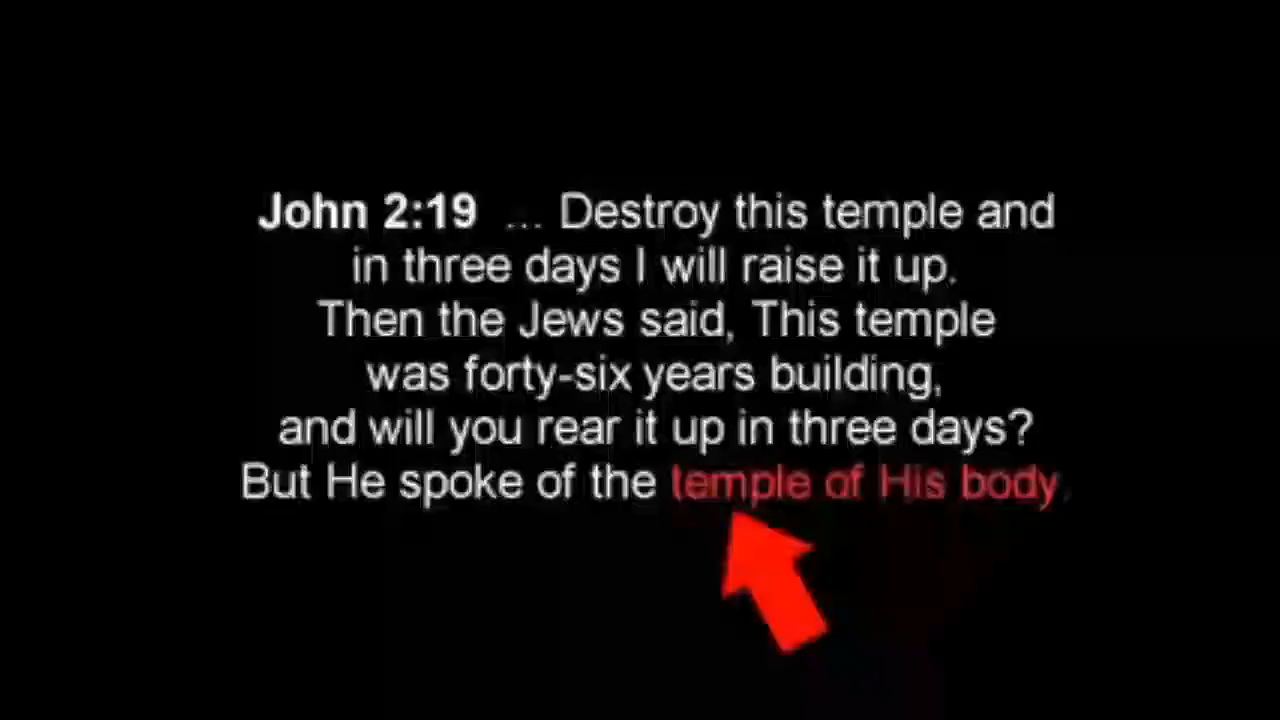 John 2:19 ... Destroy this temple and
in three days I will raise it up.
Then the Jews said, This temple
was forty-six years building,
and will you rear it up in three days?
But He spoke of the temple of His body.